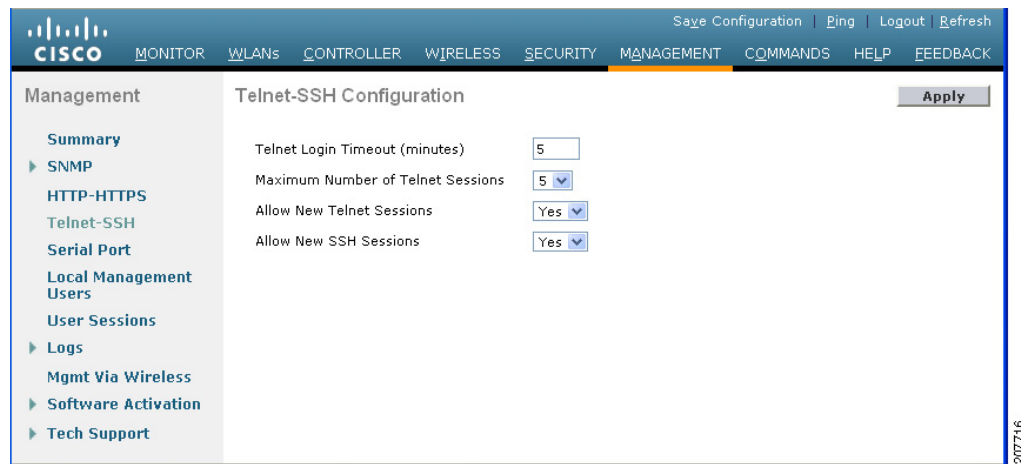 Save Configuration | Ping | Logout | Refresh
CISCO MONITOR WLANs CONTROLLER WIRELESS SECURITY MANAGEMENT COMMANDS HELP FEEDBACK
Management
Summary
SNMP
HTTP-HTTPS
Telnet-SSH
Serial Port
Local Management
Users
User Sessions
Logs
Mgmt Via Wireless
Software Activation
Tech Support
Telnet-SSH Configuration
Apply
Telnet Login Timeout (minutes) 5
Maximum Number of Telnet Sessions 5
Allow New Telnet Sessions Yes
Allow New SSH Sessions Yes
207716